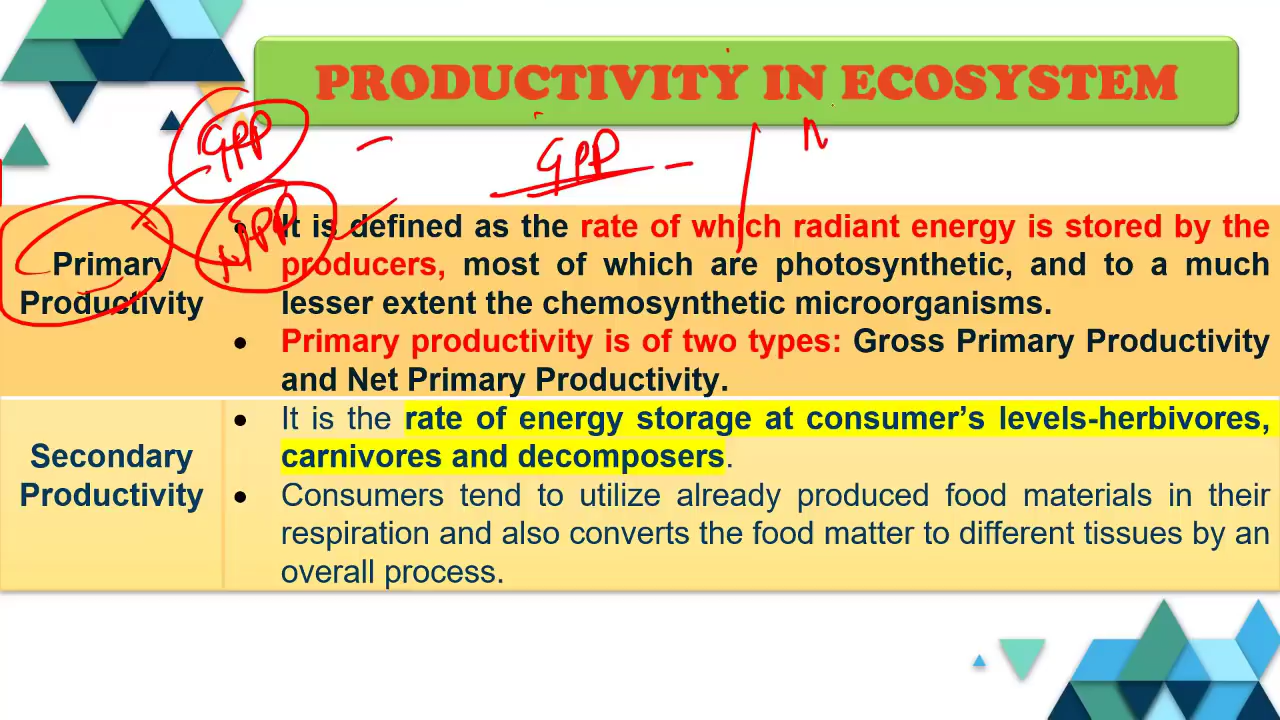 PRODUCTIVITY IN ECOSYSTEM
GPP
GPP
N
NPP
Primary
Productivity
• It is defined as the rate of which radiant energy is stored by the
producers, most of which are photosynthetic, and to a much
lesser extent the chemosynthetic microorganisms.
• Primary productivity is of two types: Gross Primary Productivity
and Net Primary Productivity.
Secondary
Productivity
• It is the rate of energy storage at consumer’s levels-herbivores,
carnivores and decomposers.
• Consumers tend to utilize already produced food materials in their
respiration and also converts the food matter to different tissues by an
overall process.